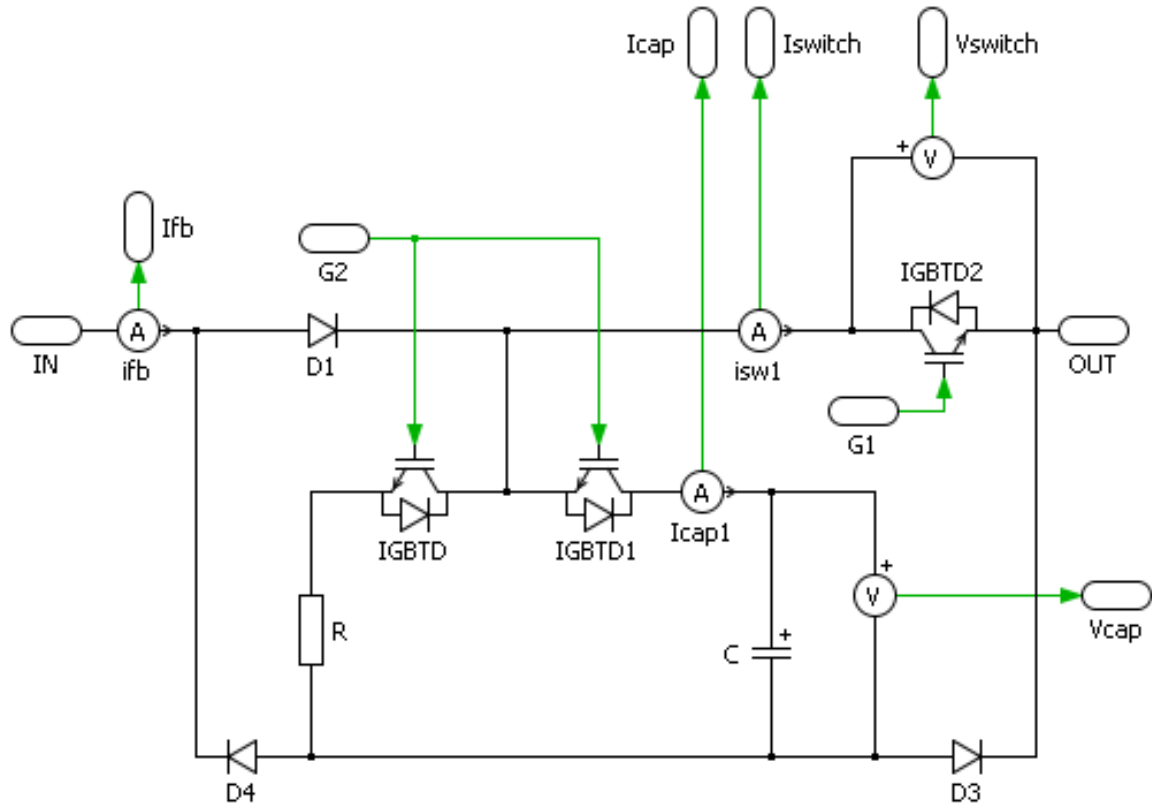 Icap
Iswitch
Vswitch
+
V
Ifb
G2
IGBTD2
A
A
IN
ifb
D1
isw1
OUT
G1
A
IGBTD
IGBTD1
Icap1
+
V
R
Vcap
C
+
D4
D3